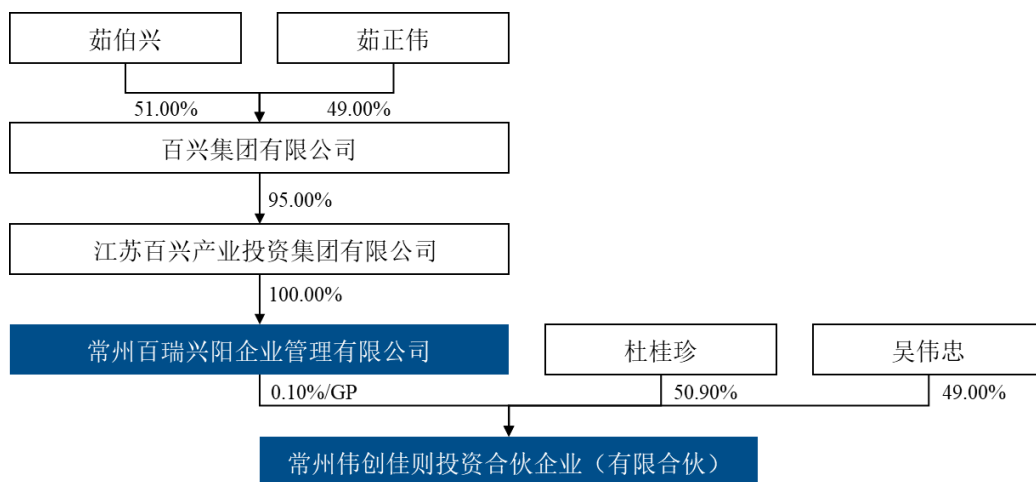 茹伯兴
茹正伟
51.00%
49.00%
百兴集团有限公司
95.00%
江苏百兴产业投资集团有限公司
100.00%
常州百瑞兴阳企业管理有限公司
杜桂珍
吴伟忠
0.10%/GP
50.90%
49.00%
常州伟创佳则投资合伙企业（有限合伙）